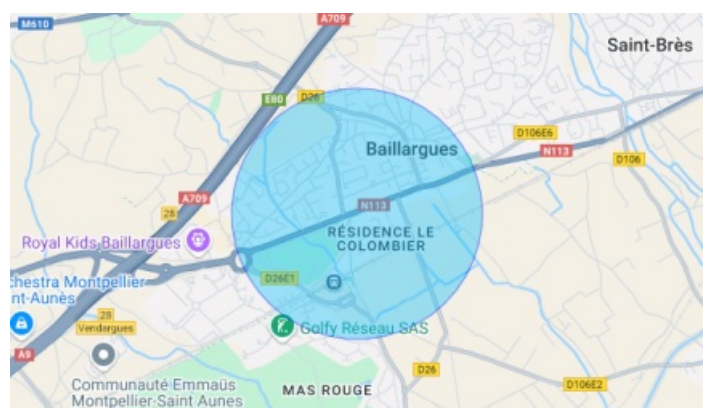 M610
A709
Saint-Brès
E80
D26
D106E6
Baillargues
N113
D106
A709
28
N113
Royal Kids Baillargues
RÉSIDENCE LE
COLOMBIER
chestra Montpellier
nt-Aunès
D26E1
28
Vendargues
Golfy Réseau SAS
A9
D26
Communauté Emmaüs
Montpellier-Saint Aunes
MAS ROUGE
D106E2